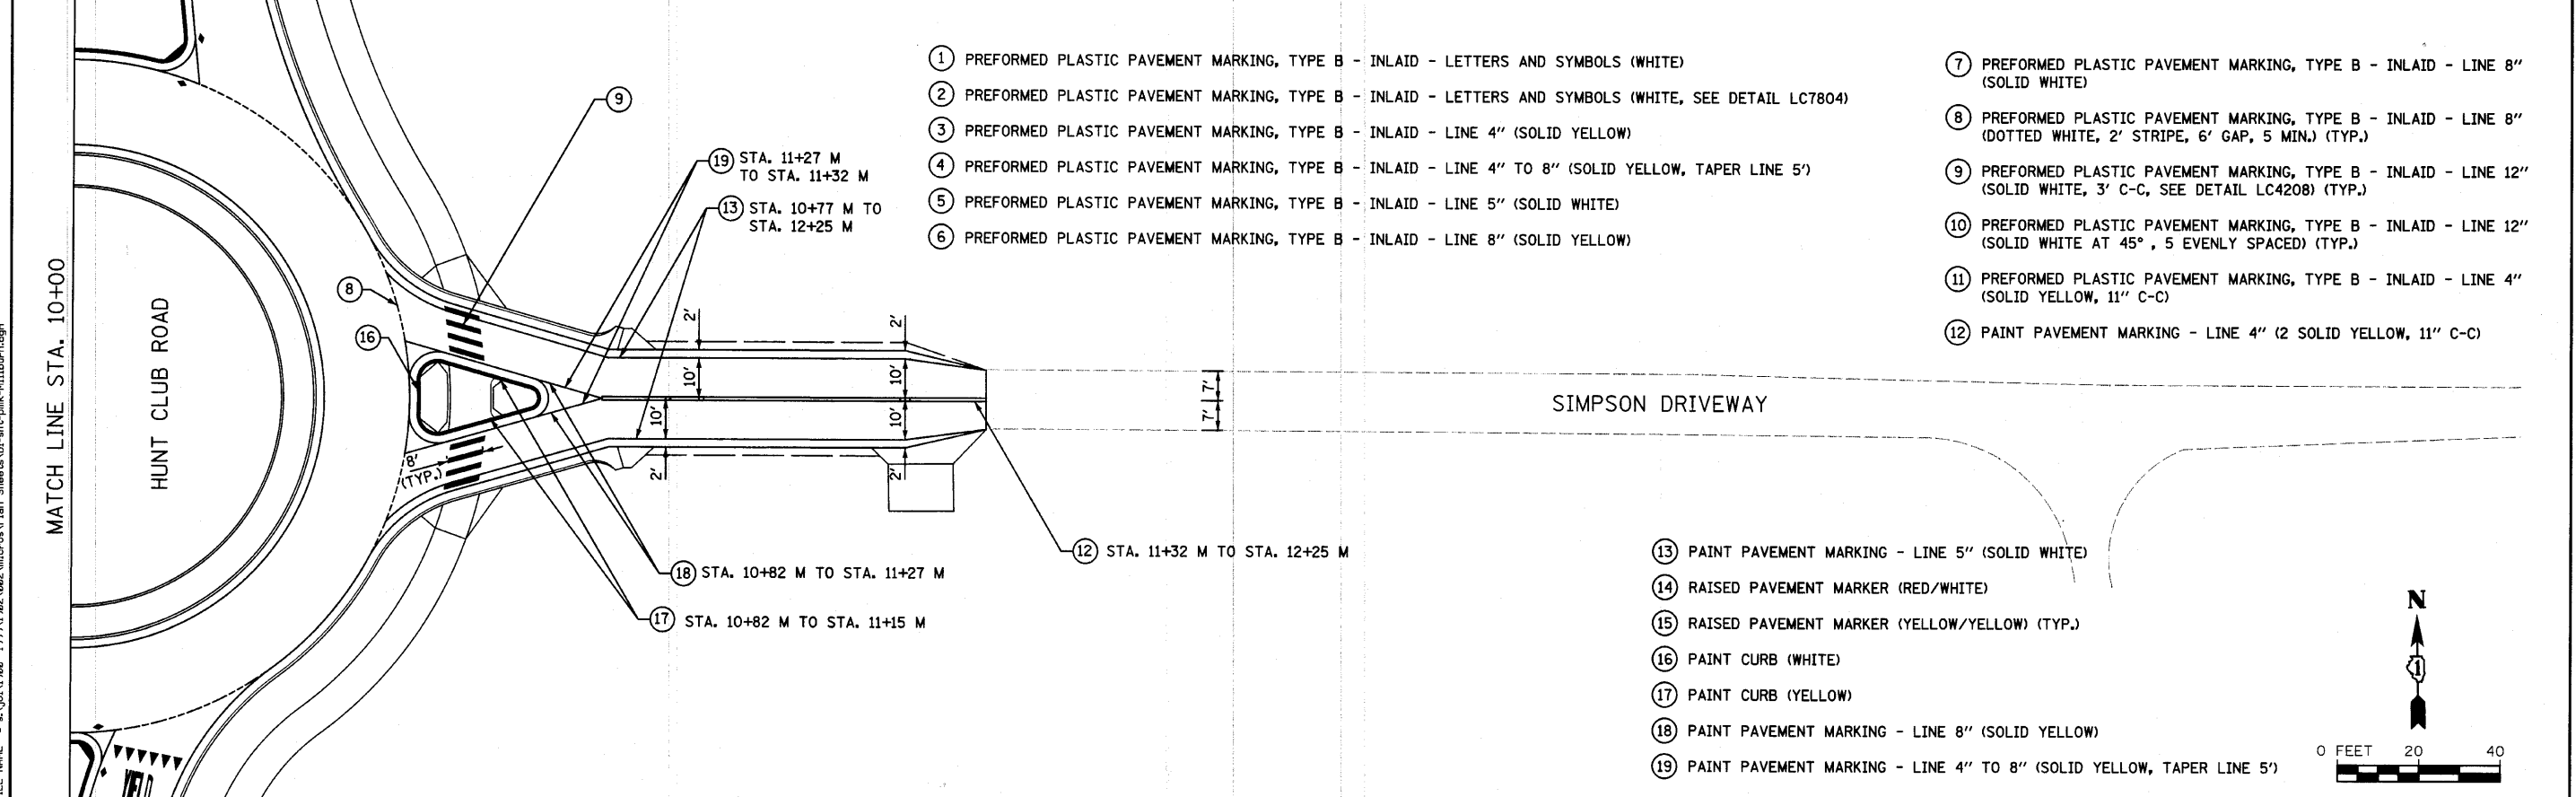 ① PREFORMED PLASTIC PAVEMENT MARKING, TYPE B - INLAID - LETTERS AND SYMBOLS (WHITE)
② PREFORMED PLASTIC PAVEMENT MARKING, TYPE B - INLAID - LETTERS AND SYMBOLS (WHITE, SEE DETAIL LC7804)
③ PREFORMED PLASTIC PAVEMENT MARKING, TYPE B - INLAID - LINE 4" (SOLID YELLOW)
④ PREFORMED PLASTIC PAVEMENT MARKING, TYPE B - INLAID - LINE 4" TO 8" (SOLID YELLOW, TAPER LINE 5')
⑤ PREFORMED PLASTIC PAVEMENT MARKING, TYPE B - INLAID - LINE 5" (SOLID WHITE)
⑥ PREFORMED PLASTIC PAVEMENT MARKING, TYPE B - INLAID - LINE 8" (SOLID YELLOW)
⑦ PREFORMED PLASTIC PAVEMENT MARKING, TYPE B - INLAID - LINE 8"
(SOLID WHITE)
⑧ PREFORMED PLASTIC PAVEMENT MARKING, TYPE B - INLAID - LINE 8"
(DOTTED WHITE, 2' STRIPE, 6' GAP, 5 MIN.) (TYP.)
⑨ PREFORMED PLASTIC PAVEMENT MARKING, TYPE B - INLAID - LINE 12"
(SOLID WHITE, 3' C-C, SEE DETAIL LC4208) (TYP.)
⑩ PREFORMED PLASTIC PAVEMENT MARKING, TYPE B - INLAID - LINE 12"
(SOLID WHITE AT 45° , 5 EVENLY SPACED) (TYP.)
⑪ PREFORMED PLASTIC PAVEMENT MARKING, TYPE B - INLAID - LINE 4"
(SOLID YELLOW, 11" C-C)
⑫ PAINT PAVEMENT MARKING - LINE 4" (2 SOLID YELLOW, 11" C-C)
⑨
⑲ STA. 11+27 M
TO STA. 11+32 M
⑬ STA. 10+77 M TO
STA. 12+25 M
MATCH LINE STA. 10+00
HUNT CLUB ROAD
⑧
⑯
2'
2'
10'
10'
10'
10'
2'
2'
8'
(TYP.)
7'
7'
SIMPSON DRIVEWAY
⑫ STA. 11+32 M TO STA. 12+25 M
⑱ STA. 10+82 M TO STA. 11+27 M
⑰ STA. 10+82 M TO STA. 11+15 M
⑬ PAINT PAVEMENT MARKING - LINE 5" (SOLID WHITE)
⑭ RAISED PAVEMENT MARKER (RED/WHITE)
⑮ RAISED PAVEMENT MARKER (YELLOW/YELLOW) (TYP.)
⑯ PAINT CURB (WHITE)
⑰ PAINT CURB (YELLOW)
⑱ PAINT PAVEMENT MARKING - LINE 8" (SOLID YELLOW)
⑲ PAINT PAVEMENT MARKING - LINE 4" TO 8" (SOLID YELLOW, TAPER LINE 5')
N
1
0 FEET 20 40
YIELD